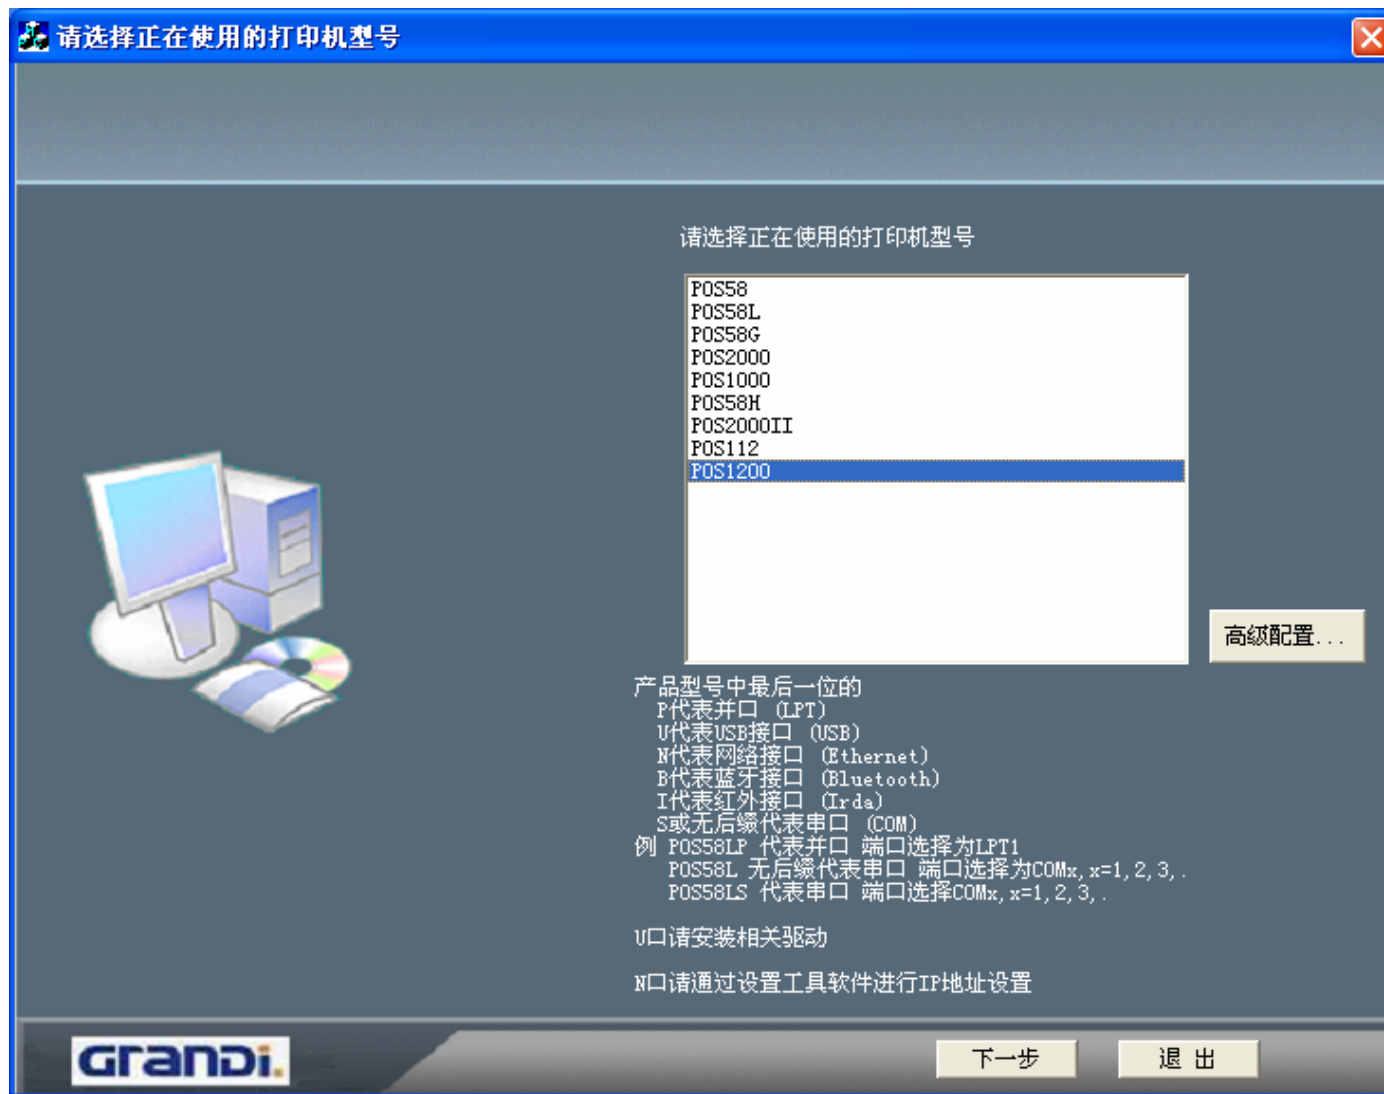 请选择正在使用的打印机型号
请选择正在使用的打印机型号
POS58
POS58L
POS58G
POS2000
POS1000
POS58H
POS2000II
POS112
POS1200
高级配置...
产品型号中最后一位的
P代表并口 (LPT)
U代表USB接口 (USB)
N代表网络接口 (Ethernet)
B代表蓝牙接口 (Bluetooth)
I代表红外接口 (Irda)
S或无后缀代表串口 (COM)
例 POS58LP 代表并口 端口选择为LPT1
POS58L 无后缀代表串口 端口选择为COMx,x=1,2,3,.
POS58LS 代表串口 端口选择COMx,x=1,2,3,.
U口请安装相关驱动
N口请通过设置工具软件进行IP地址设置
Grandi.
下一步
退 出